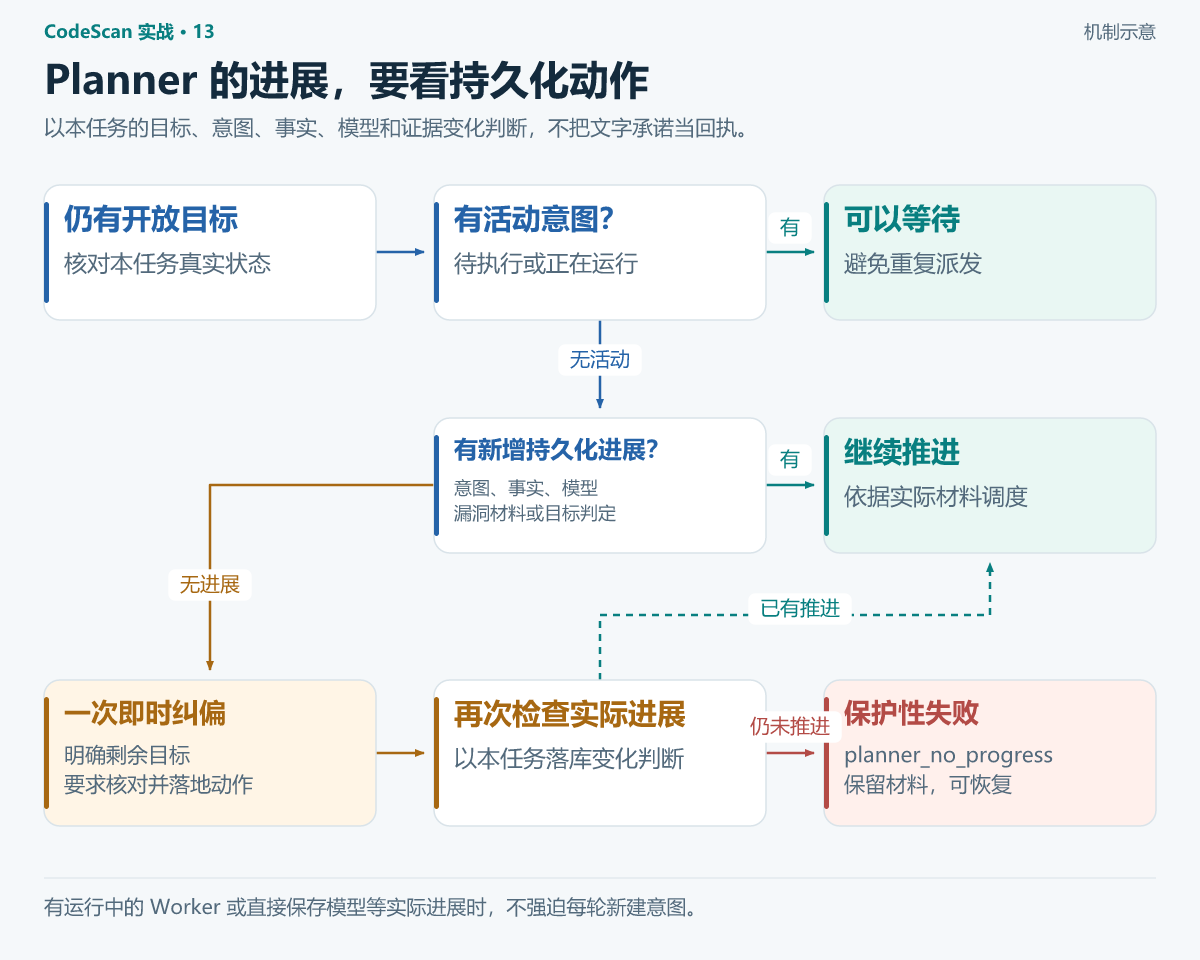 CodeScan 实战 • 13
机制示意
Planner 的进展，要看持久化动作
以本任务的目标、意图、事实、模型和证据变化判断，不把文字承诺当回执。
仍有开放目标
核对本任务真实状态
有活动意图？
待执行或正在运行
有
可以等待
避免重复派发
无活动
有新增持久化进展？
意图、事实、模型
漏洞材料或目标判定
有
继续推进
依据实际材料调度
无进展
已有推进
一次即时纠偏
明确剩余目标
要求核对并落地动作
再次检查实际进展
以本任务落库变化判断
仍未推进
保护性失败
planner_no_progress
保留材料，可恢复
有运行中的 Worker 或直接保存模型等实际进展时，不强迫每轮新建意图。